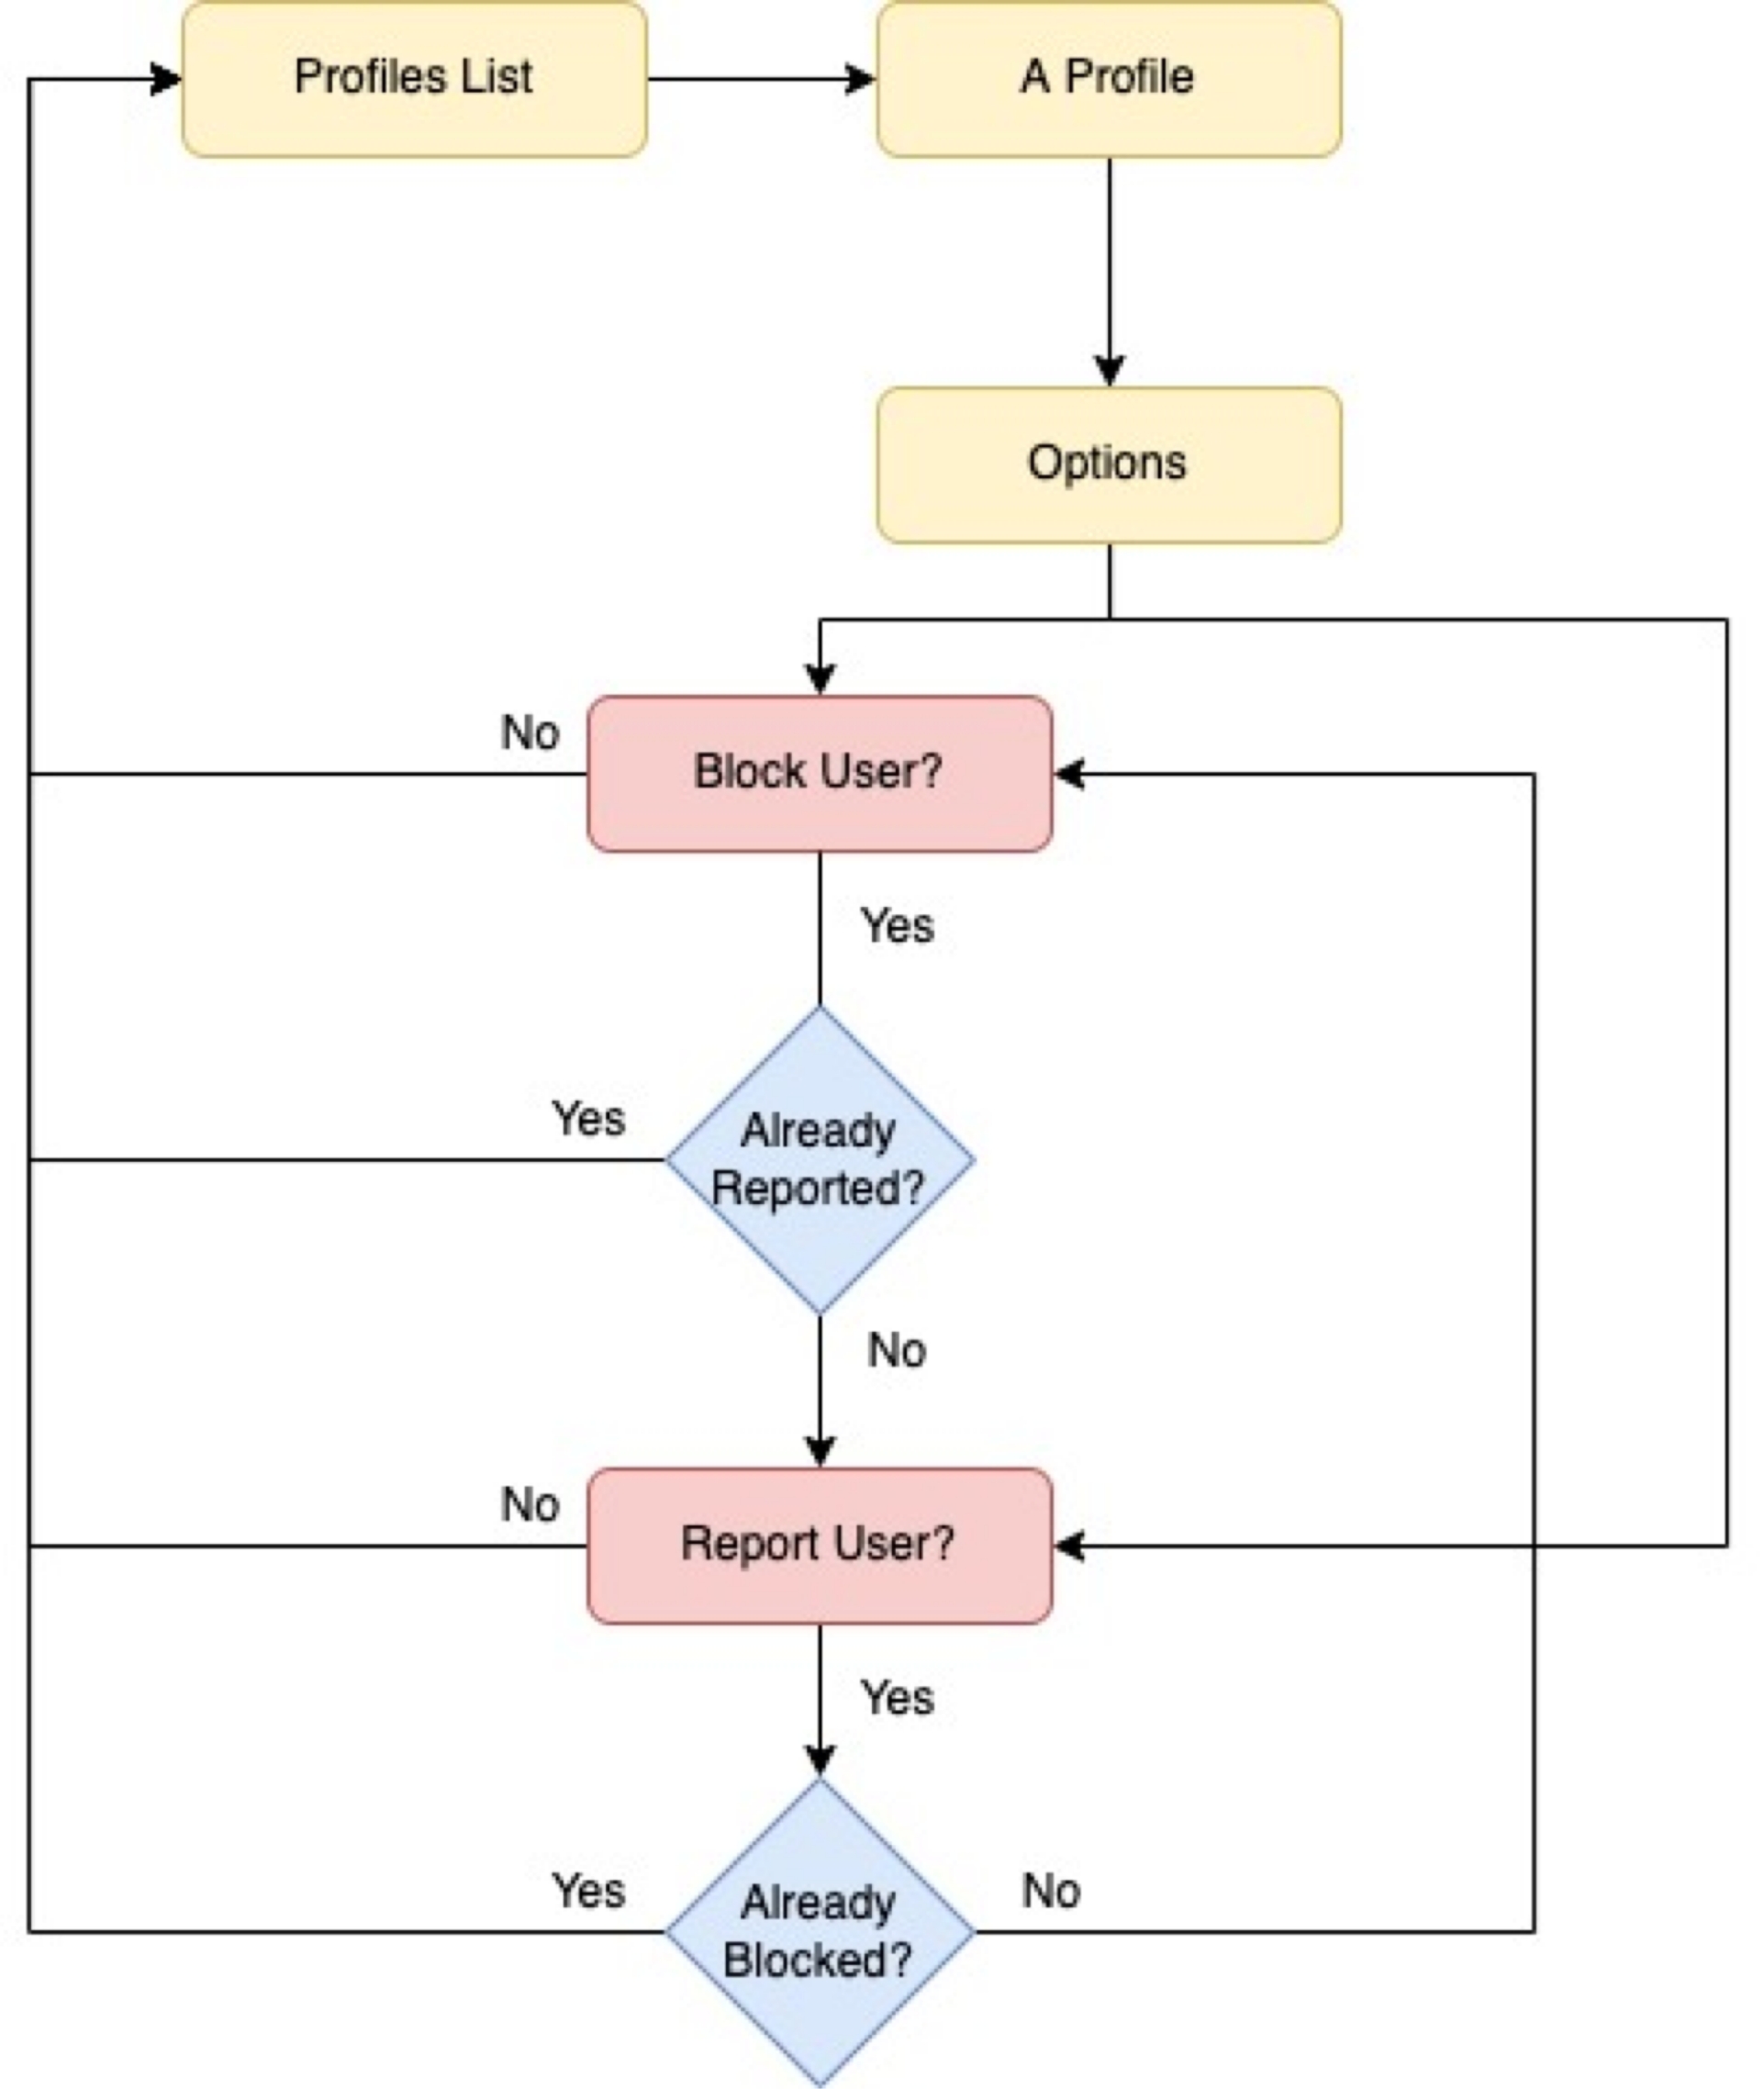 Profiles List
A Profile
Options
No
Block User?
Yes
Yes
Already
Reported?
No
No
Report User?
Yes
Yes
Already
Blocked?
No